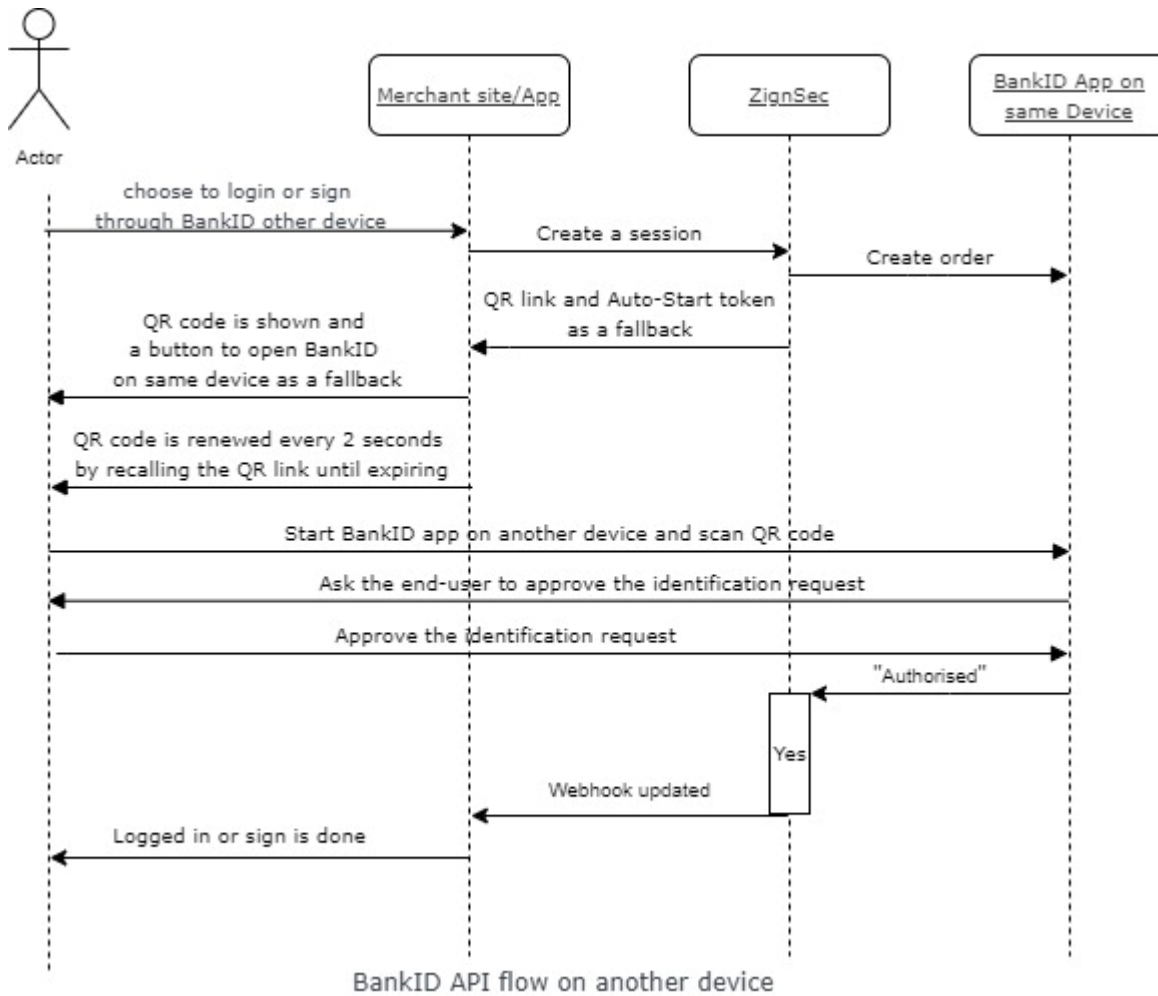 Merchant site/App
ZignSec
BankID App on
same Device
Actor
choose to login or sign
through BankID other device
Create a session
Create order
QR link and Auto-Start token
as a fallback
QR code is shown and
a button to open BankID
on same device as a fallback
QR code is renewed every 2 seconds
by recalling the QR link until expiring
Start BankID app on another device and scan QR code
Ask the end-user to approve the identification request
Approve the identification request
"Authorised"
Yes
Webhook updated
Logged in or sign is done
BankID API flow on another device